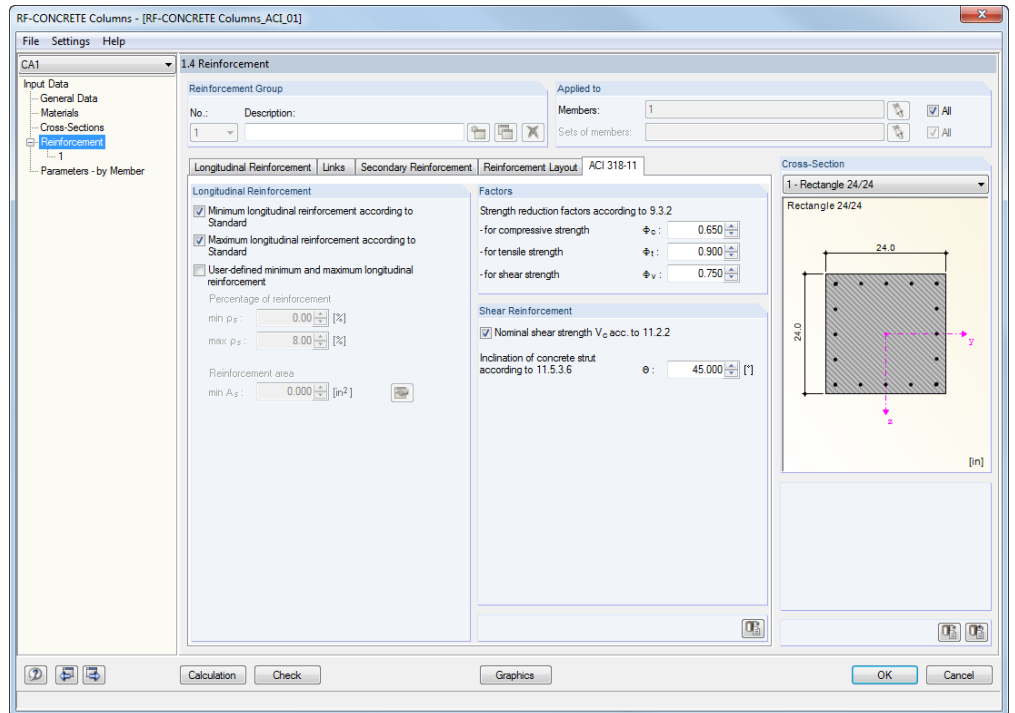 RF-CONCRETE Columns - [RF-CONCRETE Columns_ACI_01]
File Settings Help
CA1
Input Data
General Data
Materials
Cross-Sections
Reinforcement
1
Parameters - by Member
1.4 Reinforcement
Reinforcement Group
No.: Description:
1
Applied to
Members: 1 All
Sets of members: All
Longitudinal Reinforcement Links Secondary Reinforcement Reinforcement Layout ACI 318-11
Longitudinal Reinforcement
Minimum longitudinal reinforcement according to
Standard
Maximum longitudinal reinforcement according to
Standard
User-defined minimum and maximum longitudinal
reinforcement
Percentage of reinforcement
min ρs : 0.00 [%]
max ρs : 8.00 [%]
Reinforcement area
min As : 0.000 [in²]
Factors
Strength reduction factors according to 9.3.2
- for compressive strength Φc : 0.650
- for tensile strength Φt : 0.900
- for shear strength Φv : 0.750
Shear Reinforcement
Nominal shear strength Vc acc. to 11.2.2
Inclination of concrete strut
according to 11.5.3.6 Θ : 45.000 [°]
Cross-Section
1 - Rectangle 24/24
Rectangle 24/24
24.0
24.0
y
z
[in]
Calculation Check Graphics OK Cancel